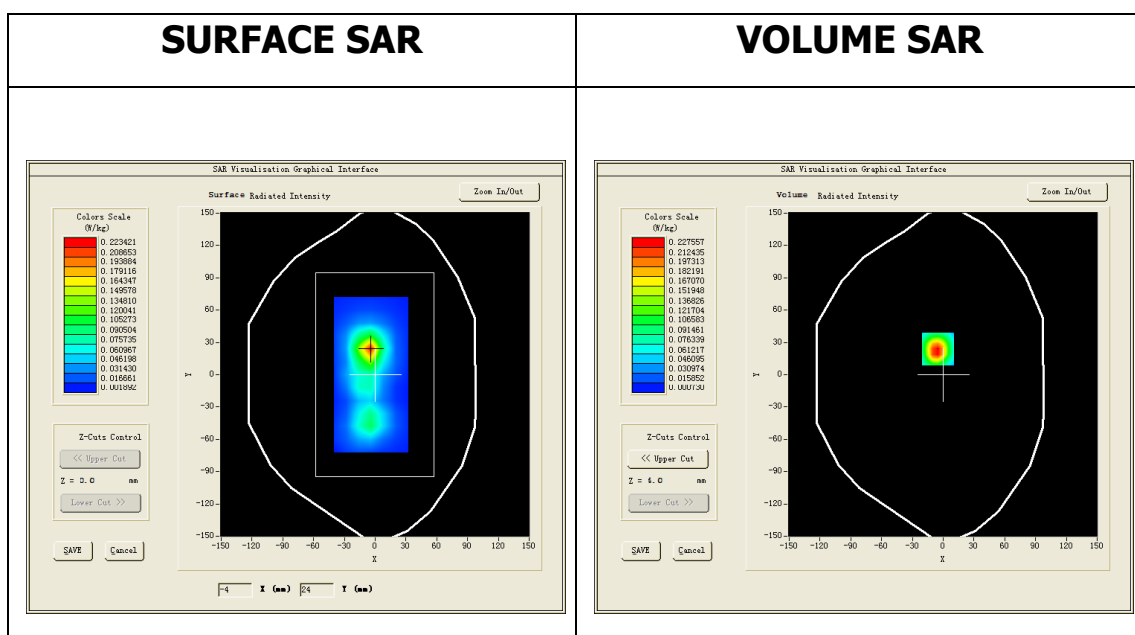 SURFACE SAR
VOLUME SAR
SAR Visualisation Graphical Interface
Surface Radiated Intensity
Zoom In/Out
Colors Scale
(W/kg)
0.223421
0.208653
0.193884
0.179116
0.164347
0.149578
0.134810
0.120041
0.105273
0.090504
0.075735
0.060967
0.046198
0.031430
0.016661
0.001892
150
120
90
60
30
0
-30
-60
-90
-120
-150
Y
-150 -120 -90 -60 -30 0 30 60 90 120 150
X
Z-Cuts Control
<< Upper Cut
Z = 0.0 mm
Lower Cut >>
SAVE Cancel
-4 X (mm) 24 Y (mm)
SAR Visualisation Graphical Interface
Volume Radiated Intensity
Zoom In/Out
Colors Scale
(W/kg)
0.227557
0.212435
0.197313
0.182191
0.167070
0.151948
0.136826
0.121704
0.106583
0.091461
0.076339
0.061217
0.046095
0.030974
0.015852
0.000730
150
120
90
60
30
0
-30
-60
-90
-120
-150
Y
-150 -120 -90 -60 -30 0 30 60 90 120 150
X
Z-Cuts Control
<< Upper Cut
Z = 4.0 mm
Lower Cut >>
SAVE Cancel